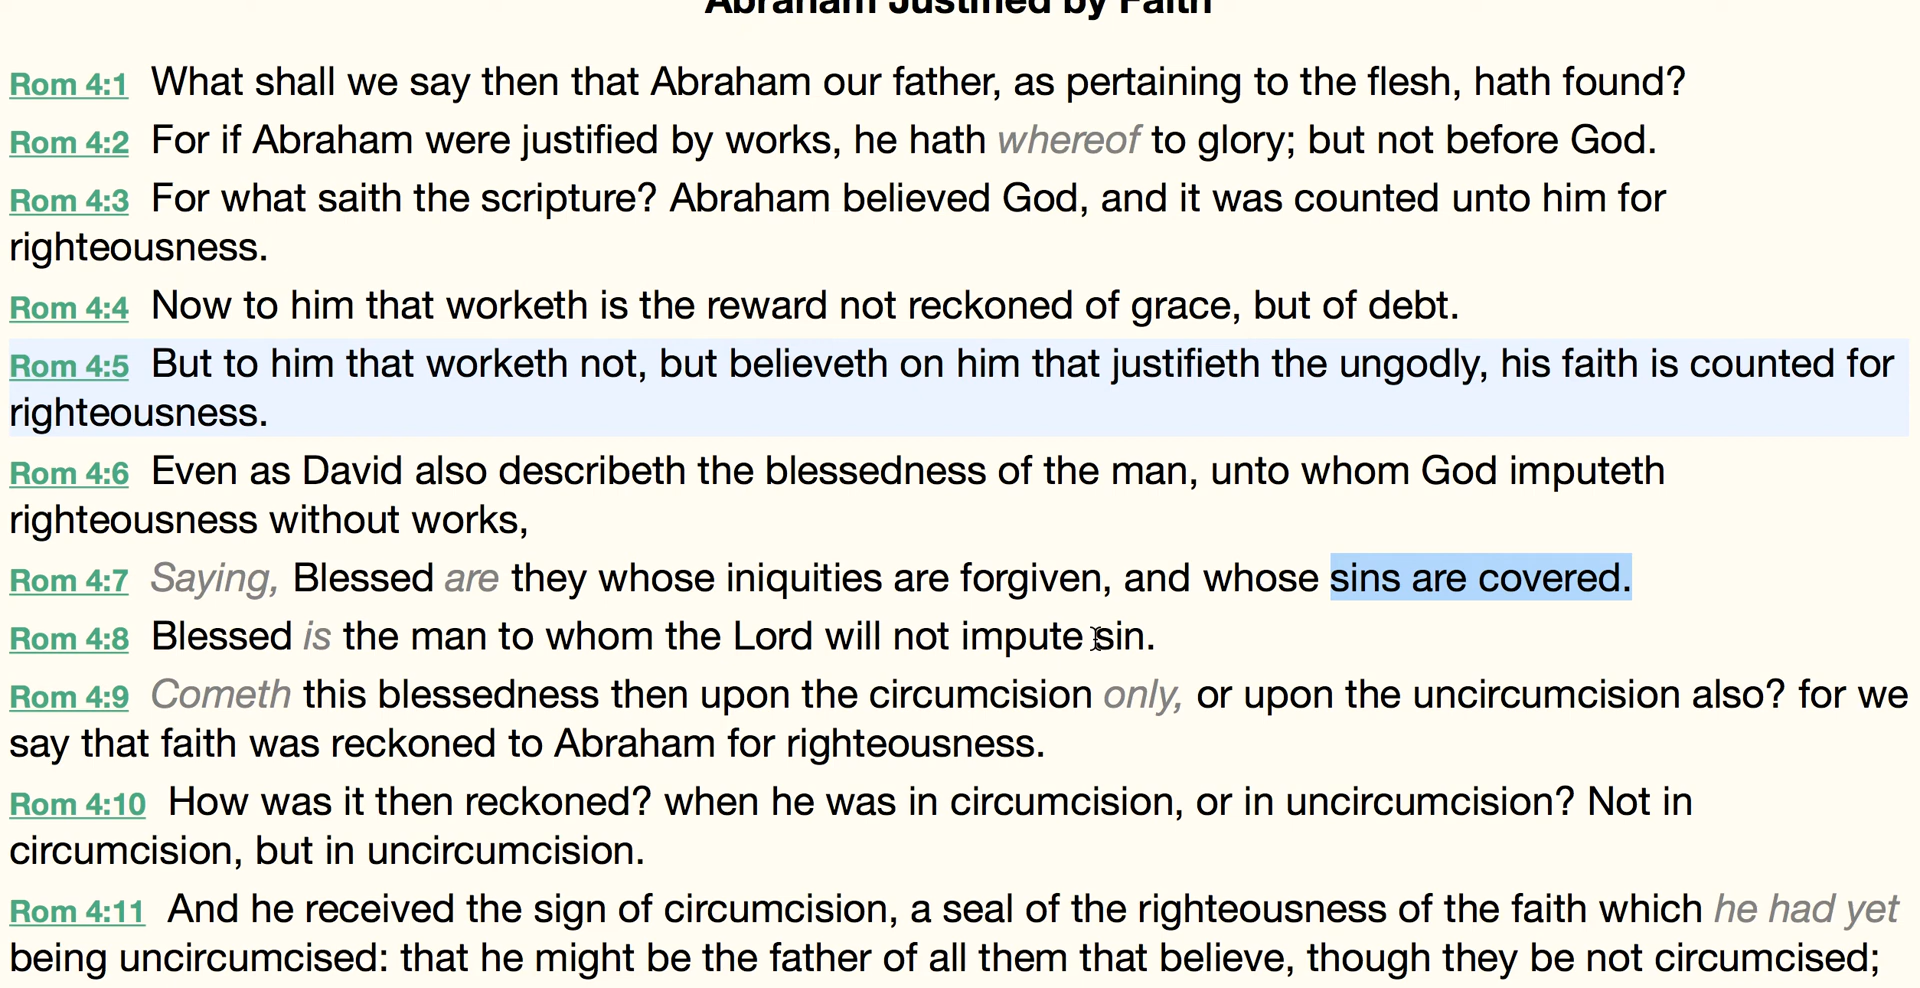 Abraham Justified by Faith
Rom 4:1 What shall we say then that Abraham our father, as pertaining to the flesh, hath found?
Rom 4:2 For if Abraham were justified by works, he hath whereof to glory; but not before God.
Rom 4:3 For what saith the scripture? Abraham believed God, and it was counted unto him for
righteousness.
Rom 4:4 Now to him that worketh is the reward not reckoned of grace, but of debt.
Rom 4:5 But to him that worketh not, but believeth on him that justifieth the ungodly, his faith is counted for
righteousness.
Rom 4:6 Even as David also describeth the blessedness of the man, unto whom God imputeth
righteousness without works,
Rom 4:7 Saying, Blessed are they whose iniquities are forgiven, and whose sins are covered.
Rom 4:8 Blessed is the man to whom the Lord will not impute sin.
Rom 4:9 Cometh this blessedness then upon the circumcision only, or upon the uncircumcision also? for we
say that faith was reckoned to Abraham for righteousness.
Rom 4:10 How was it then reckoned? when he was in circumcision, or in uncircumcision? Not in
circumcision, but in uncircumcision.
Rom 4:11 And he received the sign of circumcision, a seal of the righteousness of the faith which he had yet
being uncircumcised: that he might be the father of all them that believe, though they be not circumcised;